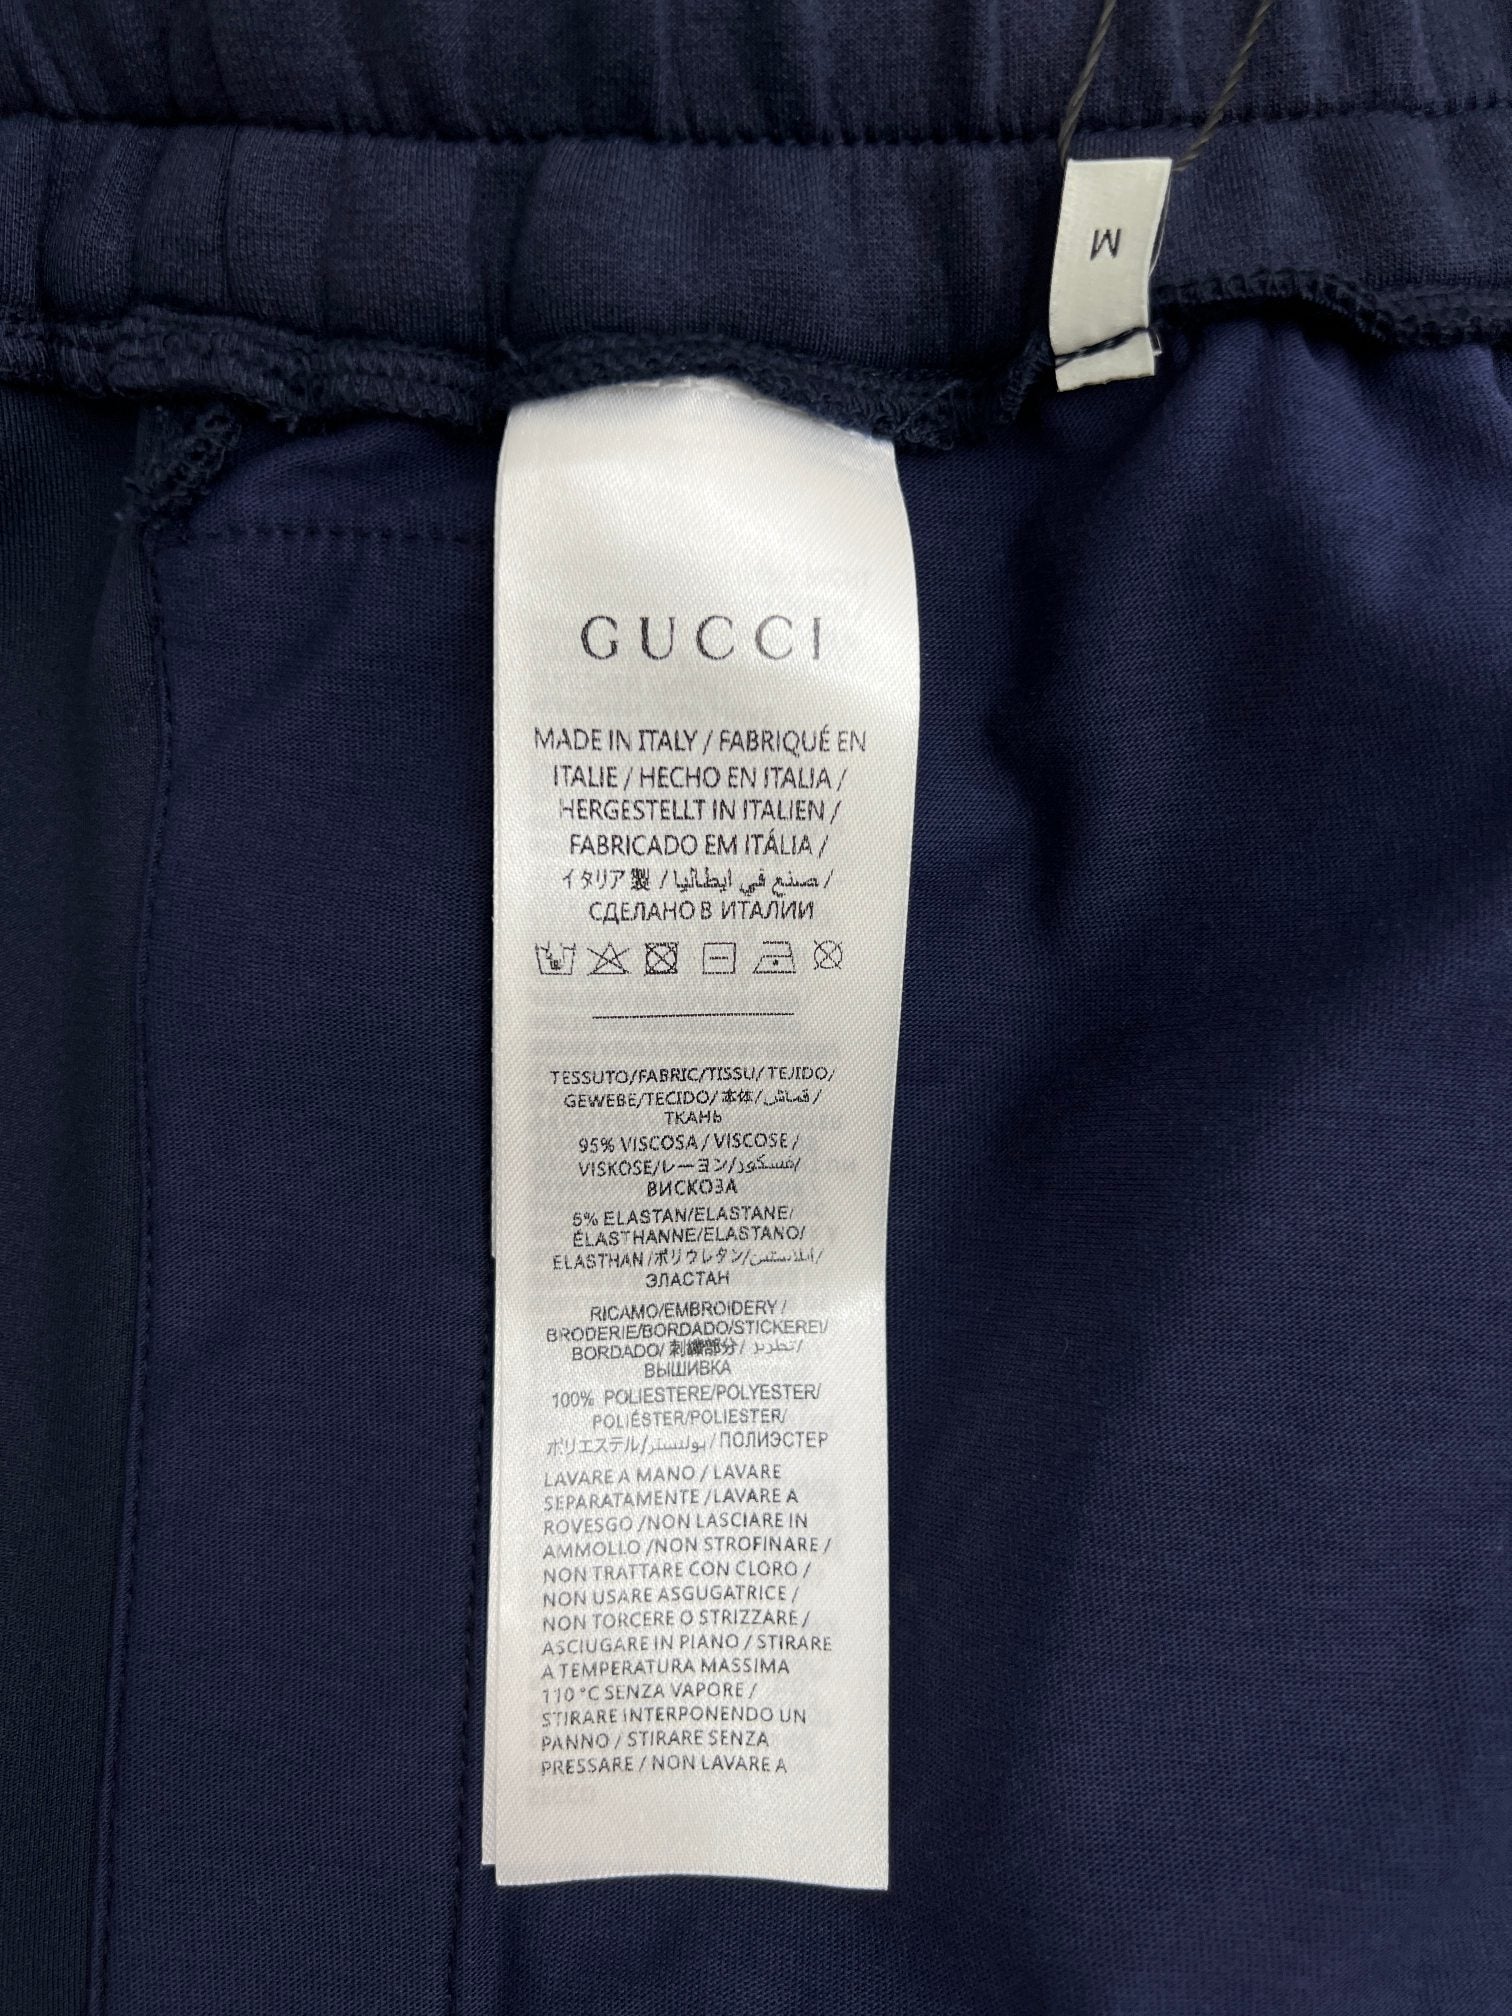 M
GUCCI
MADE IN ITALY / FABRIQUÉ EN
ITALIE / HECHO EN ITALIA /
HERGESTELLT IN ITALIEN /
FABRICADO EM ITÁLIA /
イタリア製 / صنع في ايطاليا /
СДЕЛАНО В ИТАЛИИ
TESSUTO/FABRIC/TISSU/TEJIDO/
GEWEBE/TECIDO/本体/قماش/
ТКАНЬ
95% VISCOSA / VISCOSE /
VISKOSE/レーヨン/فسكوز/
ВИСКОЗА
5% ELASTAN/ELASTANE/
ÉLASTHANNE/ELASTANO/
ELASTHAN/ポリウレタン/
ЭЛАСТАН
RICAMO/EMBROIDERY /
BRODERIE/BORDADO/STICKEREI/
BORDADO/ 刺繍部分/ تطريز/
ВЫШИВКА
100% POLIESTERE/POLYESTER/
POLIÉSTER/POLIESTER/
ポリエステル/بوليستر/ПОЛИЭСТЕР
LAVARE A MANO / LAVARE
SEPARATAMENTE /LAVARE A
ROVESGO /NON LASCIARE IN
AMMOLLO /NON STROFINARE /
NON TRATTARE CON CLORO /
NON USARE ASGUGATRICE /
NON TORCERE O STRIZZARE /
ASCIUGARE IN PIANO / STIRARE
A TEMPERATURA MASSIMA
110 °C SENZA VAPORE /
STIRARE INTERPONENDO UN
PANNO / STIRARE SENZA
PRESSARE / NON LAVARE A